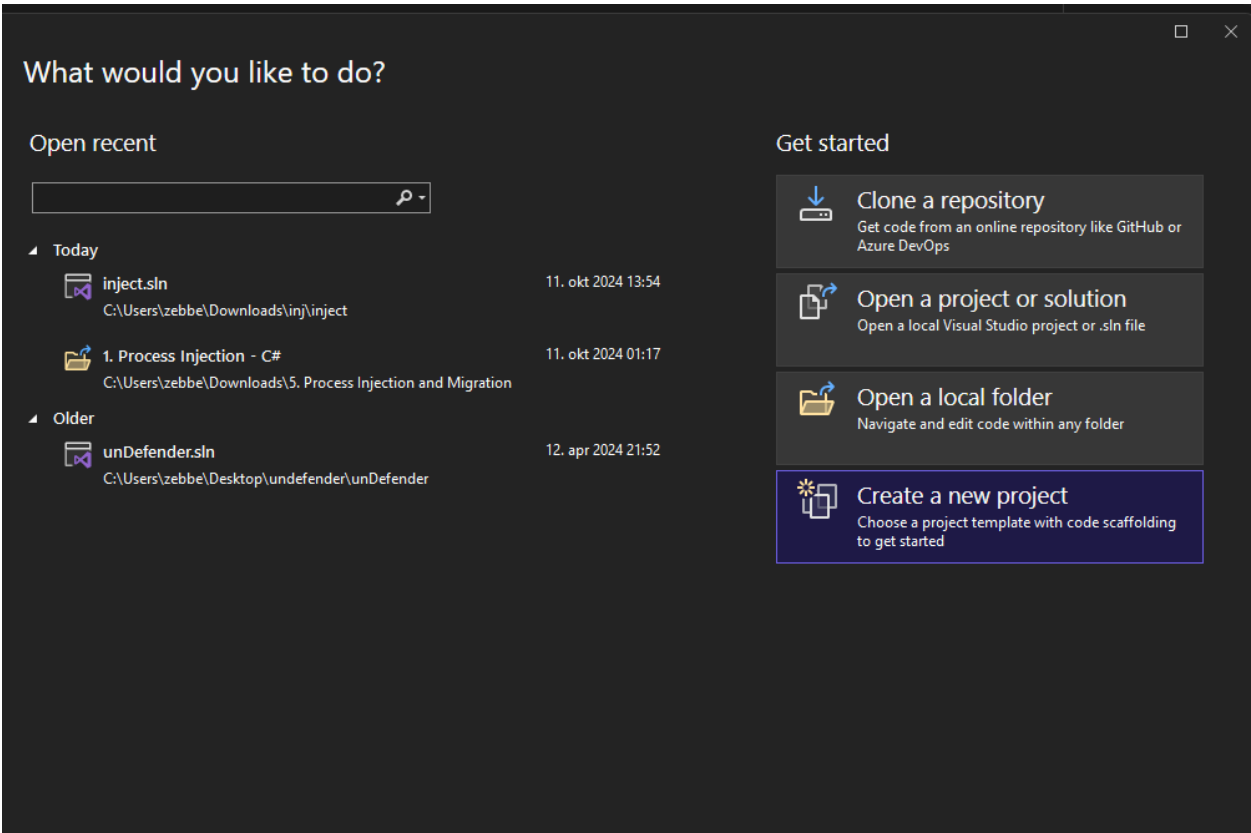 What would you like to do?
Open recent
Today
inject.sln
11. okt 2024 13:54
C:\Users\zebbe\Downloads\inj\inject
1. Process Injection - C#
11. okt 2024 01:17
C:\Users\zebbe\Downloads\5. Process Injection and Migration
Older
unDefender.sln
12. apr 2024 21:52
C:\Users\zebbe\Desktop\undefender\unDefender
Get started
Clone a repository
Get code from an online repository like GitHub or
Azure DevOps
Open a project or solution
Open a local Visual Studio project or .sln file
Open a local folder
Navigate and edit code within any folder
Create a new project
Choose a project template with code scaffolding
to get started